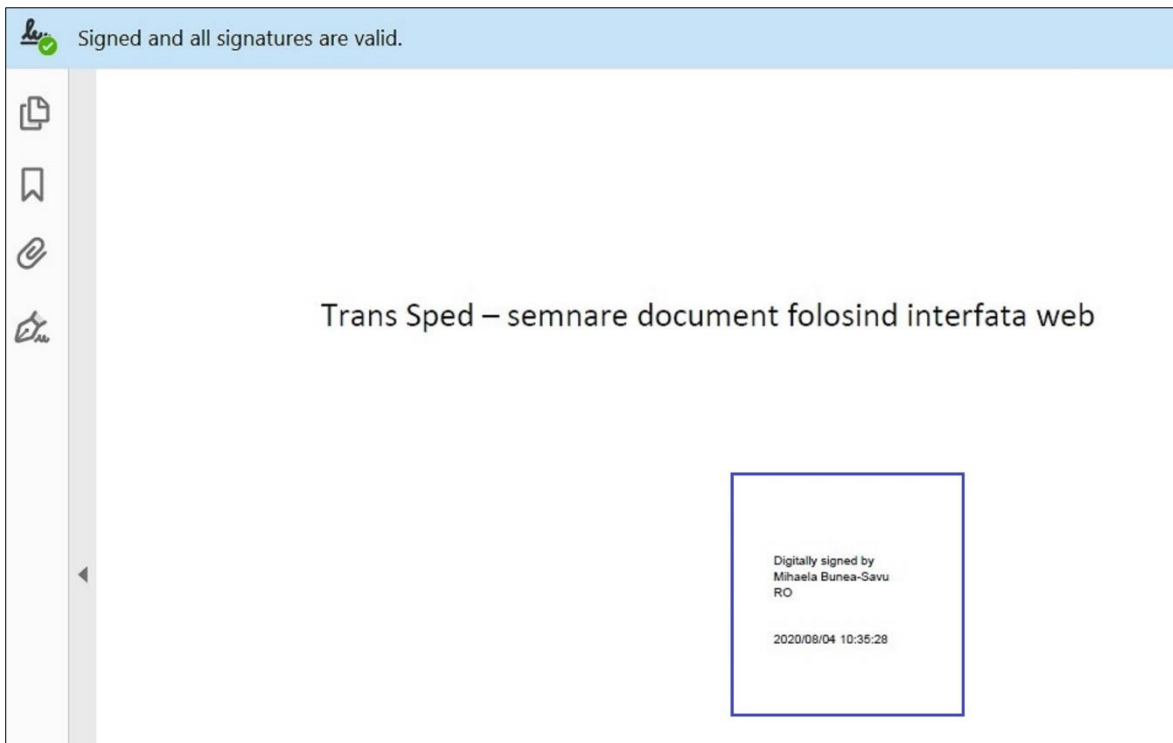 Signed and all signatures are valid.
Trans Sped – semnare document folosind interfata web
Digitally signed by
Mihaela Bunea-Savu
RO
2020/08/04 10:35:28